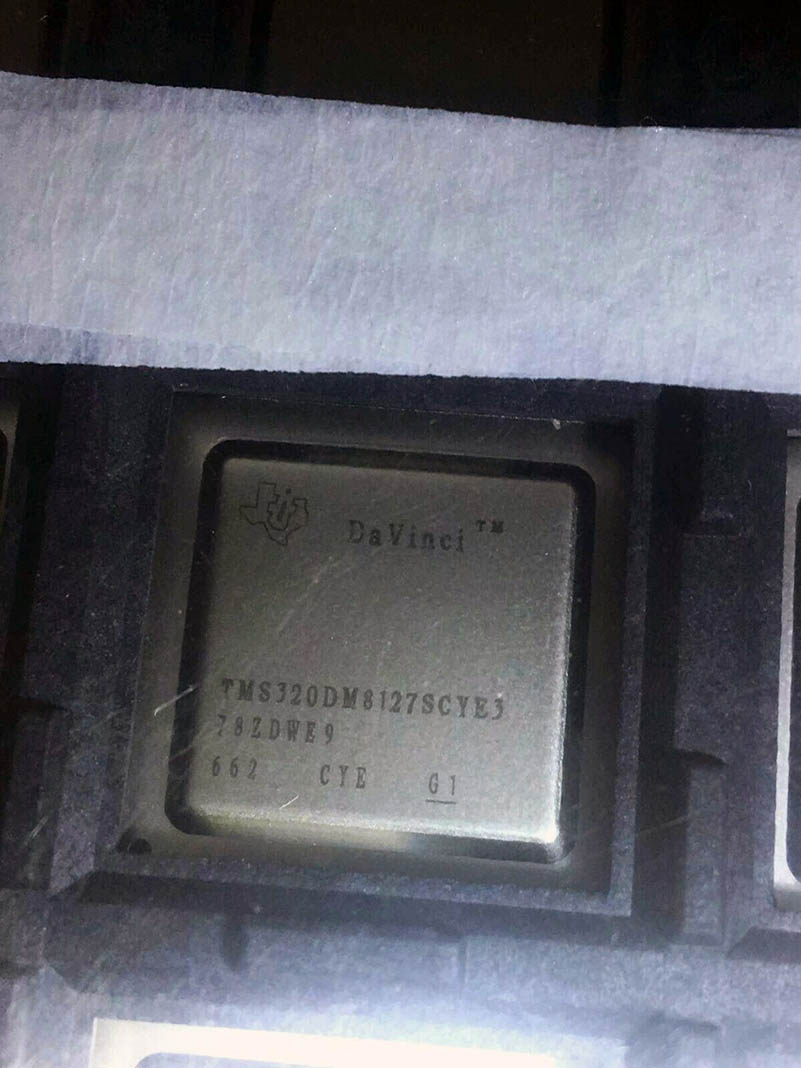 DaVinci™
TMS320DM8127SCYE3
78ZDWE9
662 CYE G1